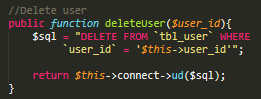 //Delete user
public function deleteUser($user_id){
$sql = "DELETE FROM `tbl_user` WHERE
`user_id` = '$this->user_id'";
return $this->connect->ud($sql);
}